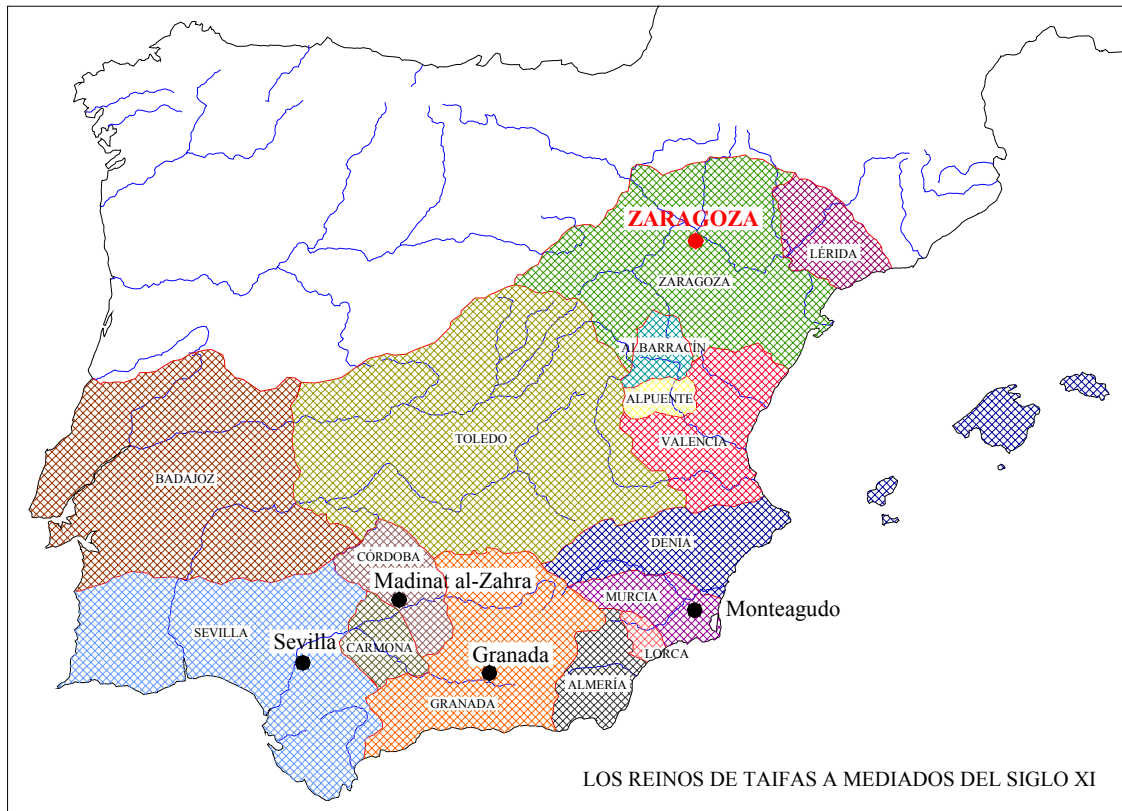 ZARAGOZA
LÉRIDA
ZARAGOZA
ALBARRACÍN
ALPUENTE
VALENCIA
TOLEDO
BADAJOZ
DENIA
CÓRDOBA
Madinat al-Zahra
MURCIA
Monteagudo
SEVILLA
Sevilla
CARMONA
Granada
LORCA
ALMERÍA
GRANADA
LOS REINOS DE TAIFAS A MEDIADOS DEL SIGLO XI